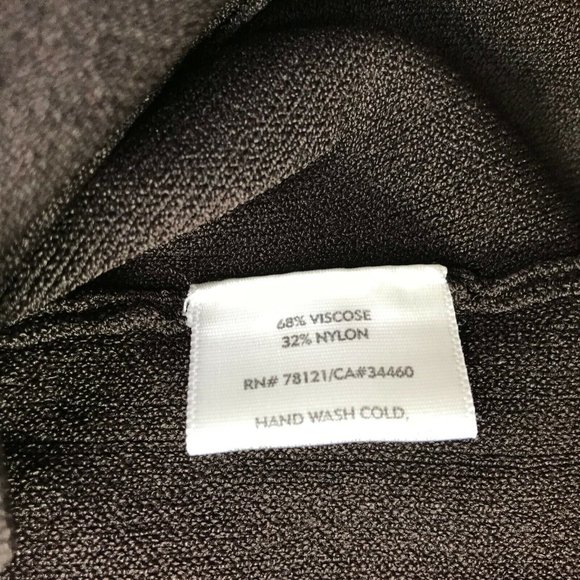 68% VISCOSE
32% NYLON
RN# 78121/CA#34460
HAND WASH COLD,